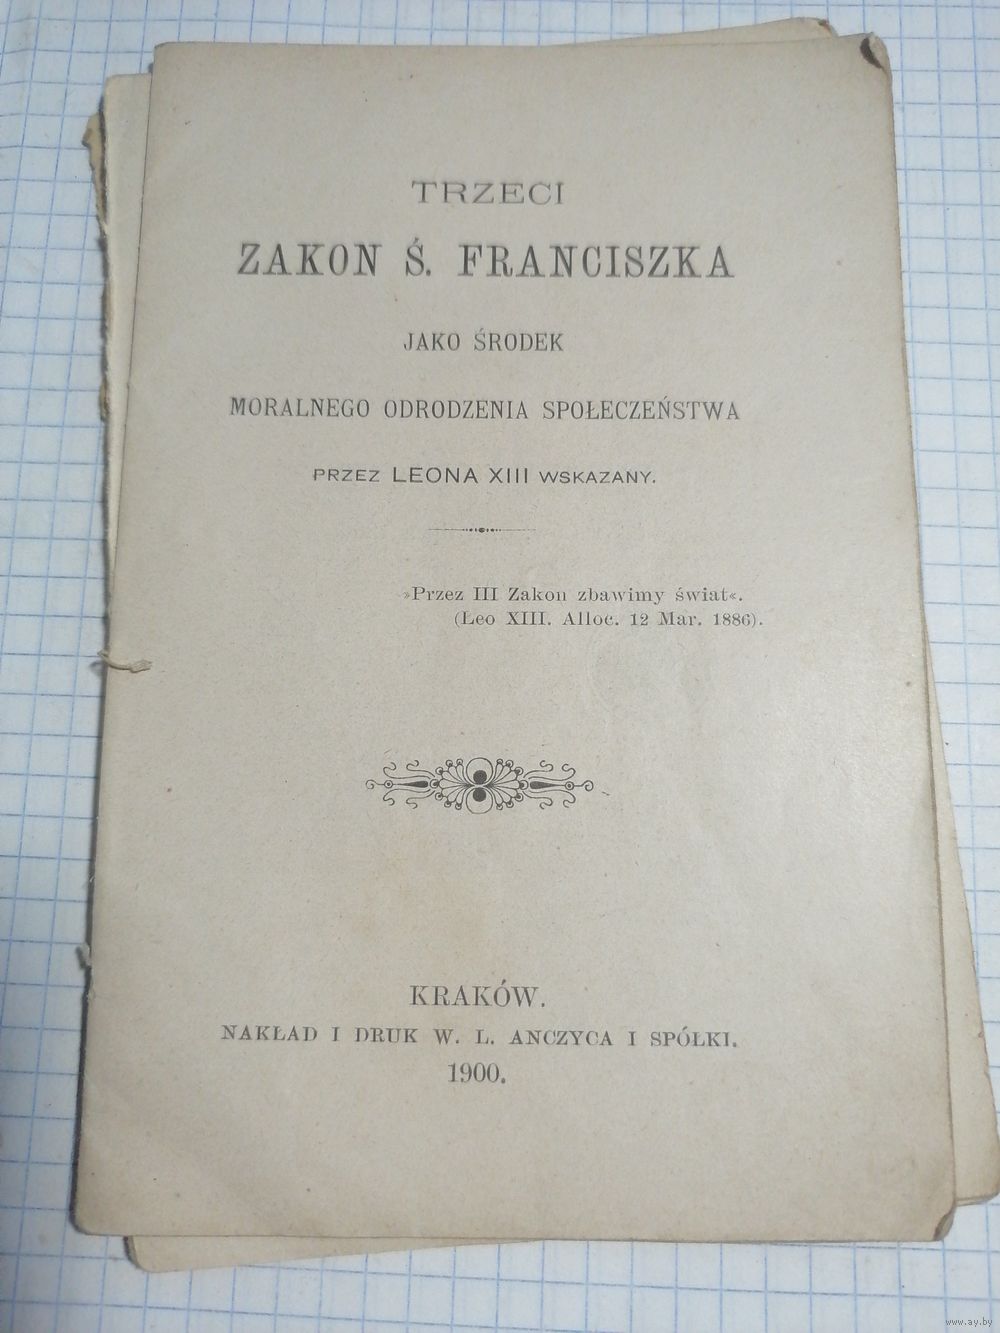 TRZECI
ZAKON Ś. FRANCISZKA
JAKO ŚRODEK
MORALNEGO ODRODZENIA SPOŁECZEŃSTWA
PRZEZ LEONA XIII WSKAZANY.
»Przez III Zakon zbawimy świat«.
(Leo XIII. Alloc. 12 Mar. 1886).
KRAKÓW.
NAKŁAD I DRUK W. L. ANCZYCA I SPÓŁKI.
1900.
www.ay.by